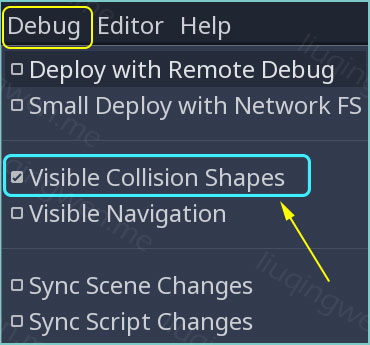 Debug Editor Help
Deploy with Remote Debug
Small Deploy with Network FS
Visible Collision Shapes
Visible Navigation
Sync Scene Changes
Sync Script Changes
liuqingwen.me